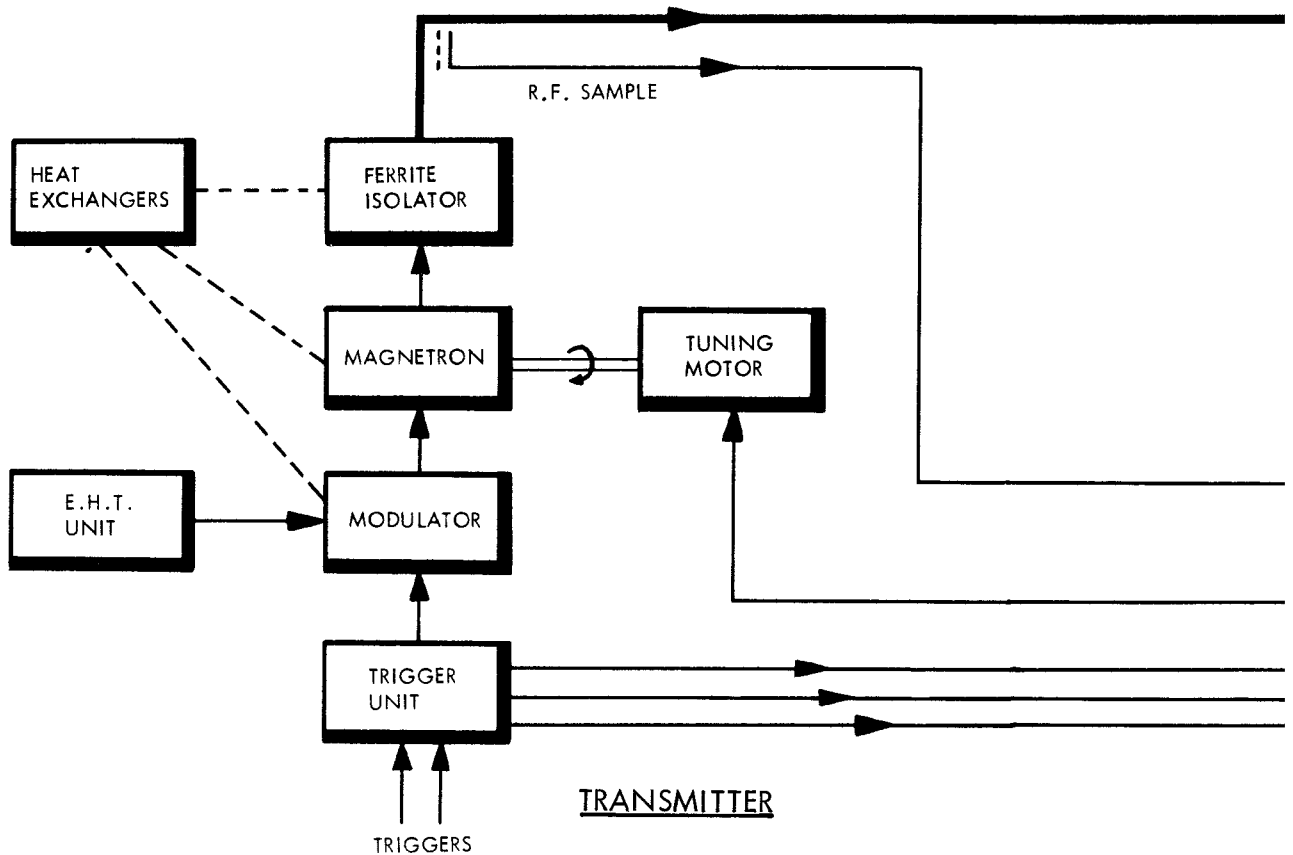 R.F. SAMPLE
HEAT
EXCHANGERS
FERRITE
ISOLATOR
MAGNETRON
TUNING
MOTOR
E.H.T.
UNIT
MODULATOR
TRIGGER
UNIT
TRANSMITTER
TRIGGERS